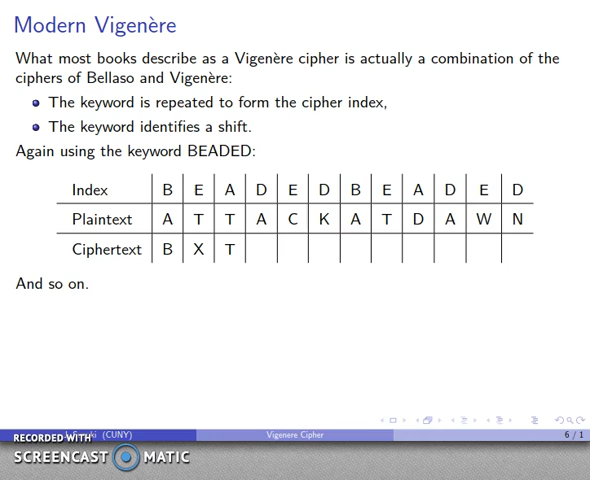 Modern Vigenère
What most books describe as a Vigenère cipher is actually a combination of the
ciphers of Bellaso and Vigenère:
The keyword is repeated to form the cipher index,
The keyword identifies a shift.
Again using the keyword BEADED:
Index B E A D E D B E A D E D
Plaintext A T T A C K A T D A W N
Ciphertext B X T
And so on.
(CUNY) Vigenere Cipher 6 / 1
RECORDED WITH
SCREENCAST MATIC